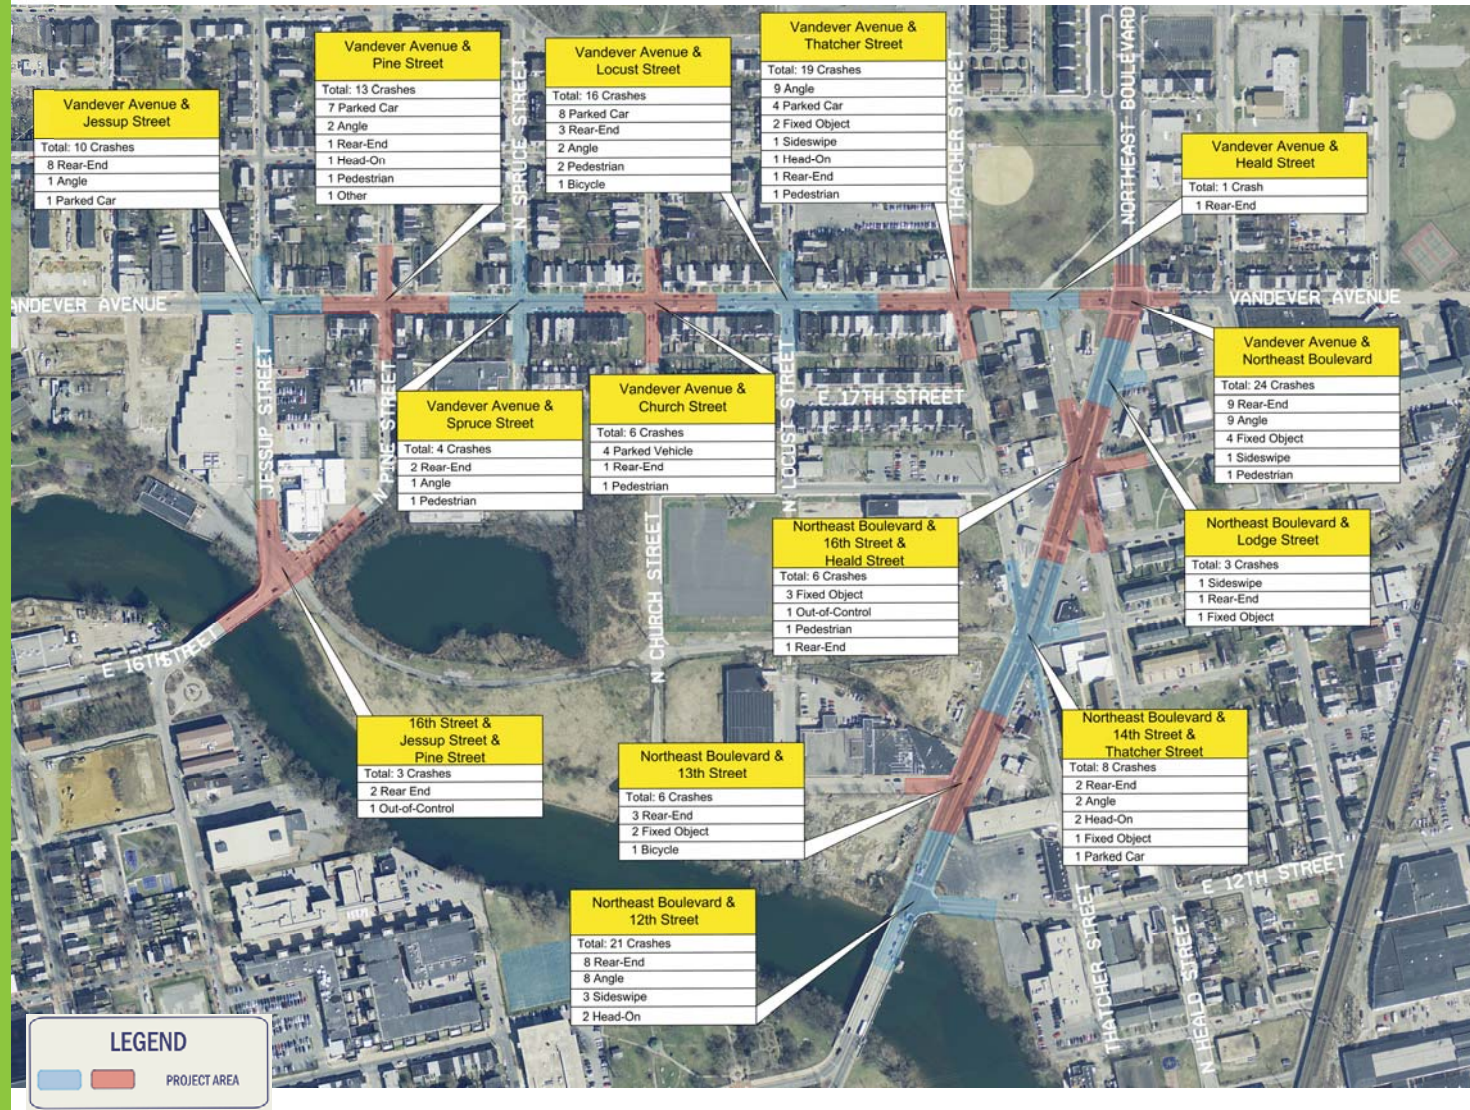 Vandever Avenue &
Jessup Street
Total: 10 Crashes
8 Rear-End
1 Angle
1 Parked Car
Vandever Avenue &
Pine Street
Total: 13 Crashes
7 Parked Car
2 Angle
1 Rear-End
1 Head-On
1 Pedestrian
1 Other
Vandever Avenue &
Locust Street
Total: 16 Crashes
8 Parked Car
3 Rear-End
2 Angle
2 Pedestrian
1 Bicycle
Vandever Avenue &
Thatcher Street
Total: 19 Crashes
9 Angle
4 Parked Car
2 Fixed Object
1 Sideswipe
1 Head-On
1 Rear-End
1 Pedestrian
Vandever Avenue &
Heald Street
Total: 1 Crash
1 Rear-End
N SPRUCE STREET
THATCHER STREET
NORTHEAST BOULEVARD
ANDEVER AVENUE
VANDEVER AVENUE
Vandever Avenue &
Northeast Boulevard
Total: 24 Crashes
9 Rear-End
9 Angle
4 Fixed Object
1 Sideswipe
1 Pedestrian
JESSUP STREET
N PINE STREET
Vandever Avenue &
Spruce Street
Total: 4 Crashes
2 Rear-End
1 Angle
1 Pedestrian
Vandever Avenue &
Church Street
Total: 6 Crashes
4 Parked Vehicle
1 Rear-End
1 Pedestrian
N LOCUST STREET
E 17TH STREET
Northeast Boulevard &
16th Street &
Heald Street
Total: 6 Crashes
3 Fixed Object
1 Out-of-Control
1 Pedestrian
1 Rear-End
Northeast Boulevard &
Lodge Street
Total: 3 Crashes
1 Sideswipe
1 Rear-End
1 Fixed Object
E 16TH STREET
N CHURCH STREET
16th Street &
Jessup Street &
Pine Street
Total: 3 Crashes
2 Rear End
1 Out-of-Control
Northeast Boulevard &
13th Street
Total: 6 Crashes
3 Rear-End
2 Fixed Object
1 Bicycle
Northeast Boulevard &
14th Street &
Thatcher Street
Total: 8 Crashes
2 Rear-End
2 Angle
2 Head-On
1 Fixed Object
1 Parked Car
Northeast Boulevard &
12th Street
Total: 21 Crashes
8 Rear-End
8 Angle
3 Sideswipe
2 Head-On
E 12TH STREET
THATCHER STREET
N HEALD STREET
LEGEND
PROJECT AREA